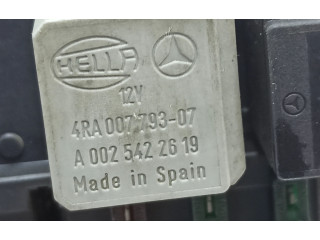 HELLA
12V
4RA 007 793-07
A 002 542 26 19
Made in Spain